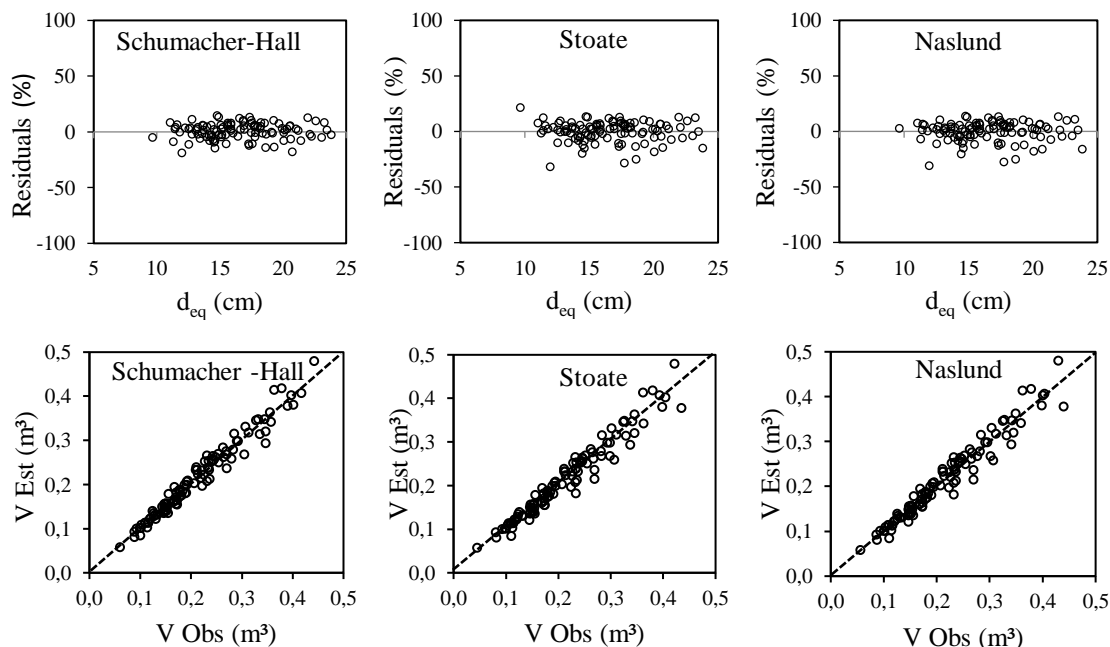 Schumacher-Hall
Residuals (%)
100
50
0
-50
-100
5 10 15 20 25
d_eq (cm)
Stoate
Residuals (%)
100
50
0
-50
-100
5 10 15 20 25
d_eq (cm)
Naslund
Residuals (%)
100
50
0
-50
-100
5 10 15 20 25
d_eq (cm)
Schumacher -Hall
V Est (m³)
0,5
0,4
0,3
0,2
0,1
0,0
0,0 0,1 0,2 0,3 0,4 0,5
V Obs (m³)
Stoate
V Est (m³)
0,5
0,4
0,3
0,2
0,1
0,0
0,0 0,1 0,2 0,3 0,4 0,5
V Obs (m³)
Naslund
V Est (m³)
0,5
0,4
0,3
0,2
0,1
0,0
0,0 0,1 0,2 0,3 0,4 0,5
V Obs (m³)